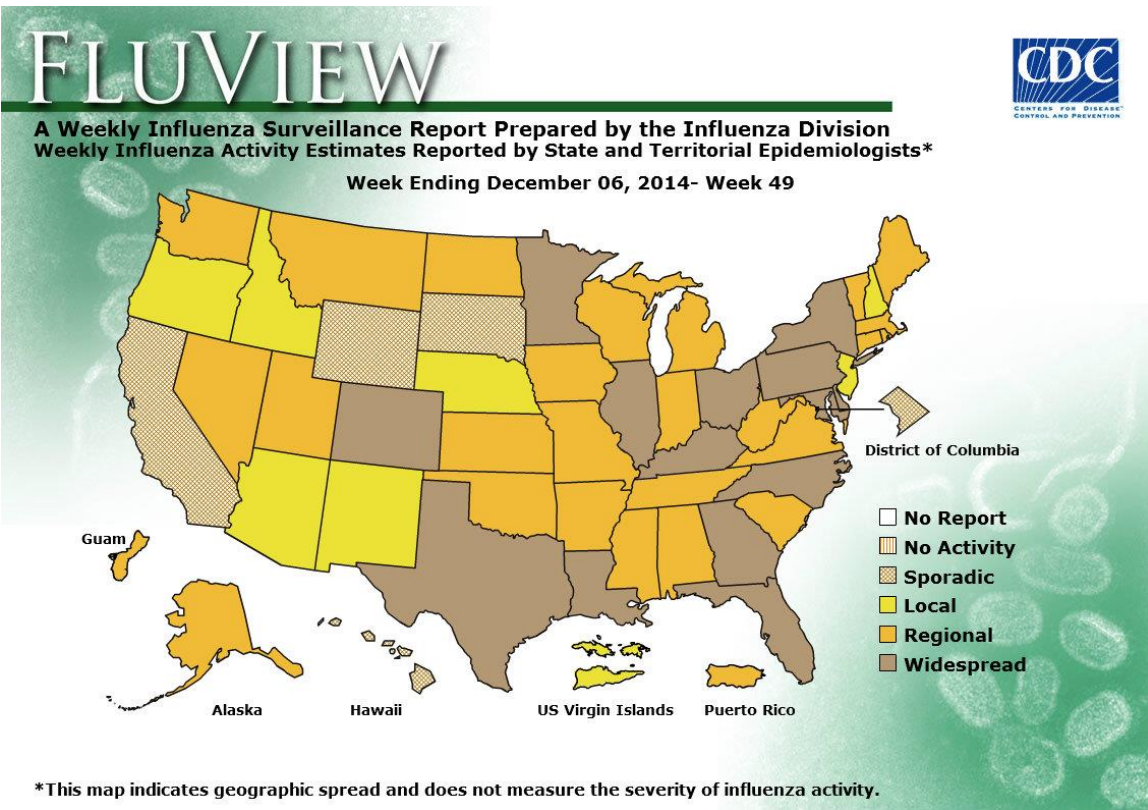 FLUVIEW
CDC
CENTERS FOR DISEASE™
CONTROL AND PREVENTION
A Weekly Influenza Surveillance Report Prepared by the Influenza Division
Weekly Influenza Activity Estimates Reported by State and Territorial Epidemiologists*
Week Ending December 06, 2014- Week 49
District of Columbia
No Report
No Activity
Sporadic
Local
Regional
Widespread
Guam
Alaska
Hawaii
US Virgin Islands
Puerto Rico
*This map indicates geographic spread and does not measure the severity of influenza activity.